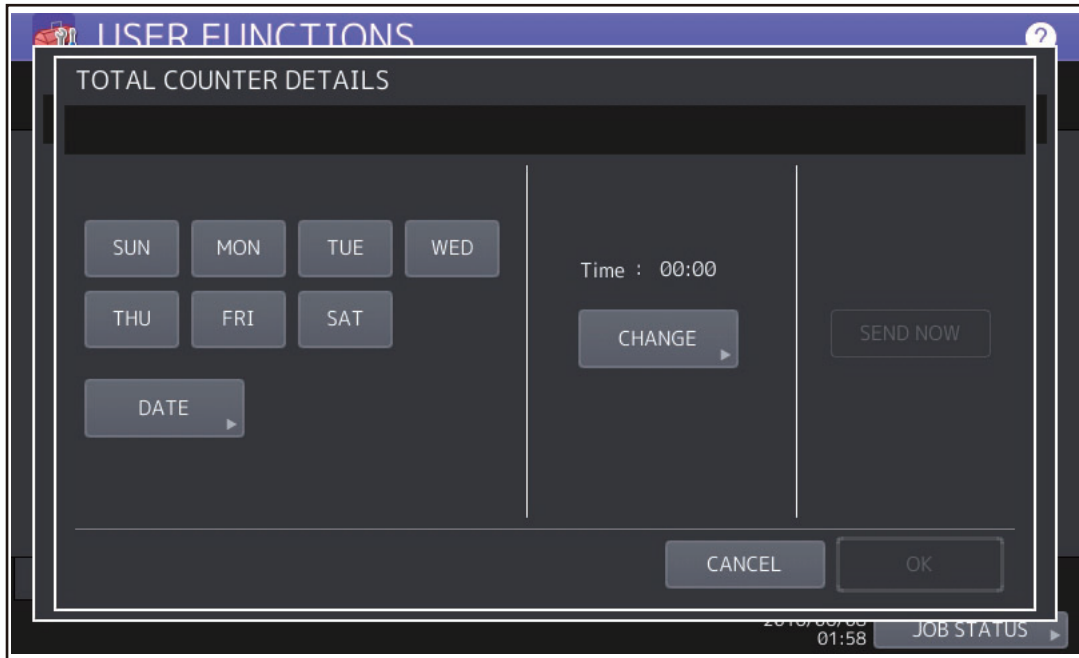 USER FUNCTIONS
?
TOTAL COUNTER DETAILS
SUN MON TUE WED
THU FRI SAT
DATE
Time : 00:00
CHANGE
SEND NOW
CANCEL OK
01:58
JOB STATUS